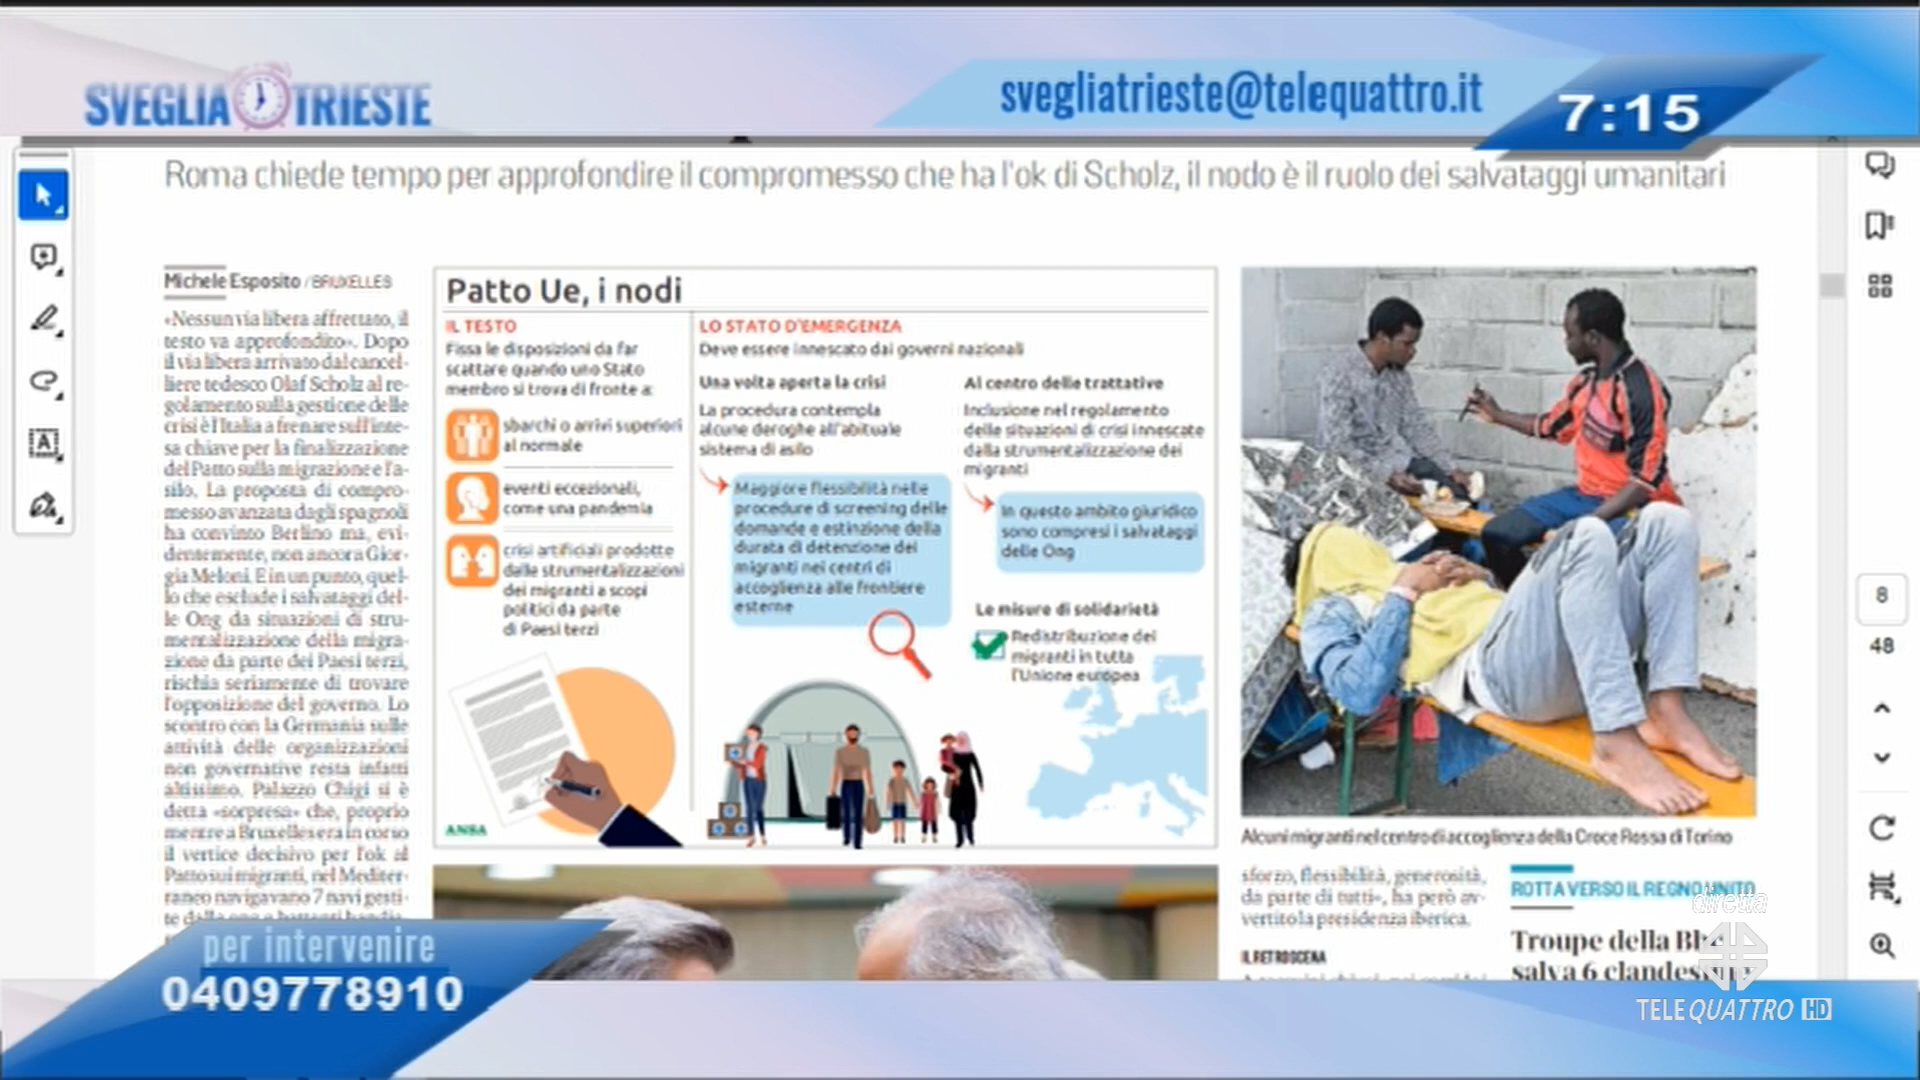 SVEGLIA TRIESTE
svegliatrieste@telequattro.it
7:15
Roma chiede tempo per approfondire il compromesso che ha l'ok di Scholz, il nodo è il ruolo dei salvataggi umanitari
Michele Esposito / BRUXELLES
«Nessun via libera affrettato, il
testo va approfondito». Dopo
il via libera arrivato dal cancel-
liere tedesco Olaf Scholz al re-
golamento sulla gestione delle
crisi è l'Italia a frenare sull'inte-
sa chiave per la finalizzazione
del Patto sulla migrazione e l'a-
silo. La proposta di compro-
messo avanzata dagli spagnoli
ha convinto Berlino ma, evi-
dentemente, non ancora Gior-
gia Meloni. E in un punto, quel-
lo che esclude i salvataggi del-
le Ong da situazioni di stru-
mentalizzazione della migra-
zione da parte dei Paesi terzi,
rischia seriamente di trovare
l'opposizione del governo. Lo
scontro con la Germania sulle
attività delle organizzazioni
non governative resta infatti
altissimo. Palazzo Chigi si è
detta «sorpresa» che, proprio
mentre a Bruxelles era in corso
il vertice decisivo per l'ok al
Patto sui migranti, nel Mediter-
raneo navigavano 7 navi gesti-
te dalle ong e battenti bandie-
Patto Ue, i nodi
IL TESTO
Fissa le disposizioni da far
scattare quando uno Stato
membro si trova di fronte a:
sbarchi o arrivi superiori
al normale
eventi eccezionali,
come una pandemia
crisi artificiali prodotte
dalle strumentalizzazioni
dei migranti a scopi
politici da parte
di Paesi terzi
ANSA
LO STATO D'EMERGENZA
Deve essere innescato dai governi nazionali
Una volta aperta la crisi
La procedura contempla
alcune deroghe all'abituale
sistema di asilo
Maggiore flessibilità nelle
procedure di screening delle
domande e estinzione della
durata di detenzione dei
migranti nei centri di
accoglienza alle frontiere
esterne
Al centro delle trattative
Inclusione nel regolamento
delle situazioni di crisi innescate
dalla strumentalizzazione dei
migranti
In questo ambito giuridico
sono compresi i salvataggi
delle Ong
Le misure di solidarietà
Redistribuzione dei
migranti in tutta
l'Unione europea
Alcuni migranti nel centro di accoglienza della Croce Rossa di Torino
sforzo, flessibilità, generosità,
da parte di tutti», ha però av-
vertito la presidenza iberica.
IL RETROSCENA
ROTTA VERSO IL REGNO UNITO
Troupe della
salva 6
8
48
per intervenire
0409778910
diretta
TELEQUATTRO HD